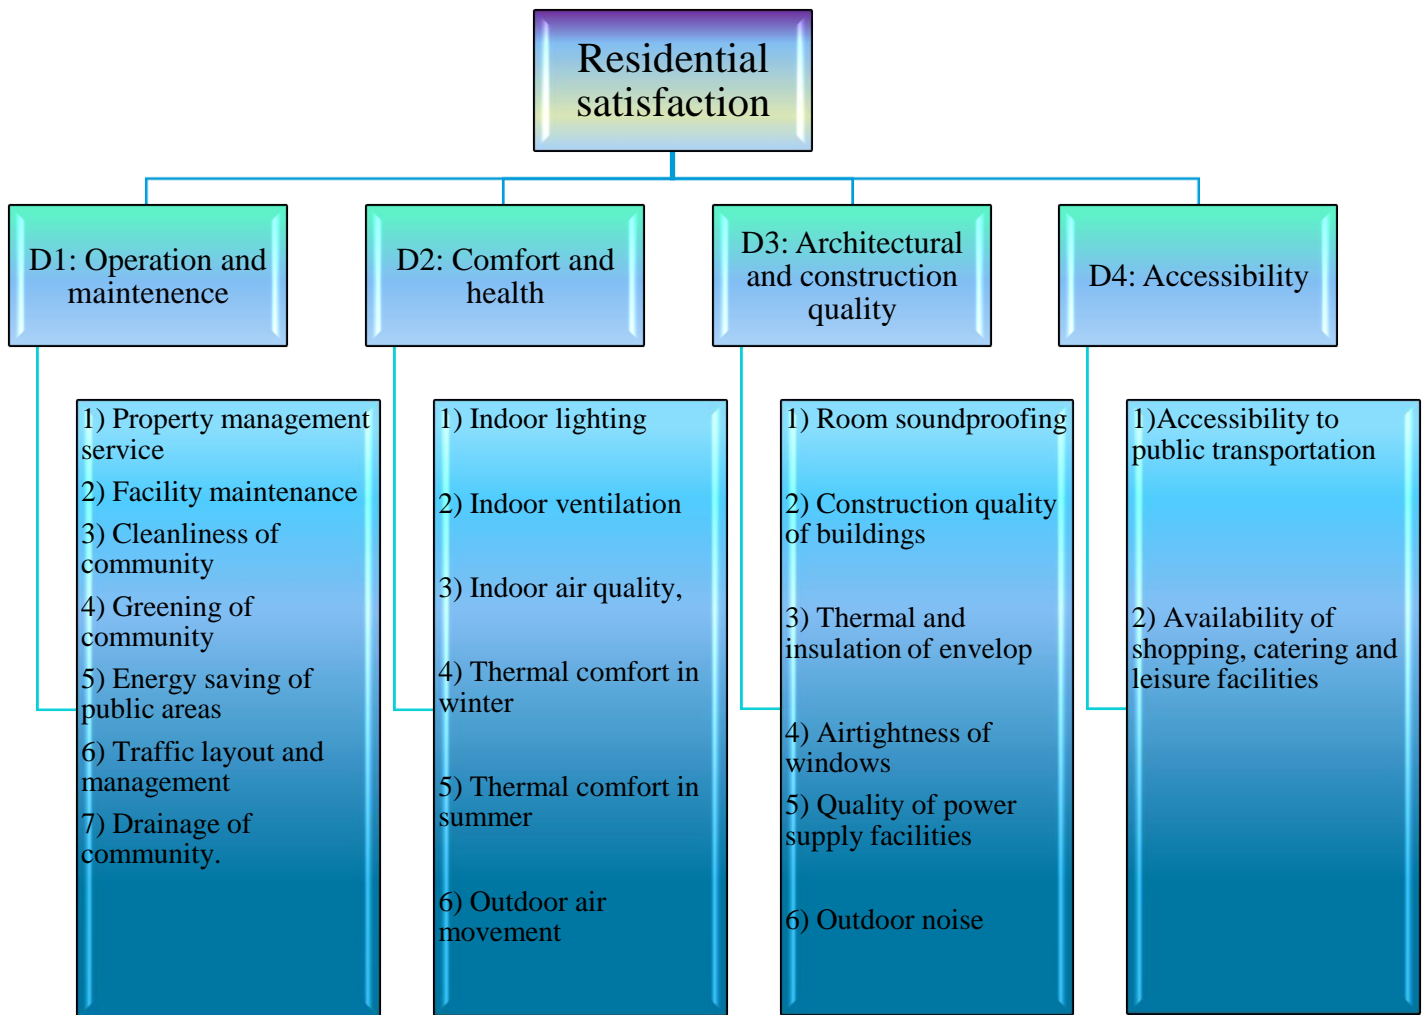 Residential
satisfaction
D1: Operation and
maintenence
D2: Comfort and
health
D3: Architectural
and construction
quality
D4: Accessibility
1) Property management
service
2) Facility maintenance
3) Cleanliness of
community
4) Greening of
community
5) Energy saving of
public areas
6) Traffic layout and
management
7) Drainage of
community.
1) Indoor lighting
2) Indoor ventilation
3) Indoor air quality,
4) Thermal comfort in
winter
5) Thermal comfort in
summer
6) Outdoor air
movement
1) Room soundproofing
2) Construction quality
of buildings
3) Thermal and
insulation of envelop
4) Airtightness of
windows
5) Quality of power
supply facilities
6) Outdoor noise
1)Accessibility to
public transportation
2) Availability of
shopping, catering and
leisure facilities